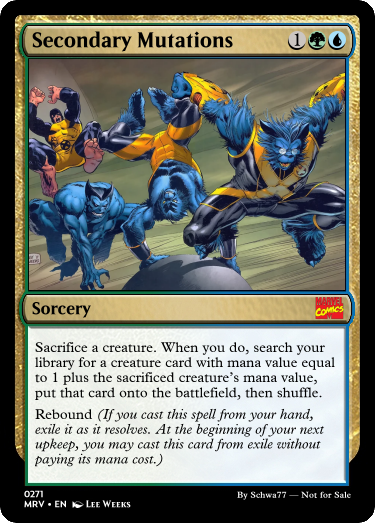 Secondary Mutations 1
Sorcery
MARVEL
COMICS
Sacrifice a creature. When you do, search your
library for a creature card with mana value equal
to 1 plus the sacrificed creature's mana value,
put that card onto the battlefield, then shuffle.
Rebound (If you cast this spell from your hand,
exile it as it resolves. At the beginning of your next
upkeep, you may cast this card from exile without
paying its mana cost.)
0271
MRV • EN Lee Weeks
By Schwa77 — Not for Sale